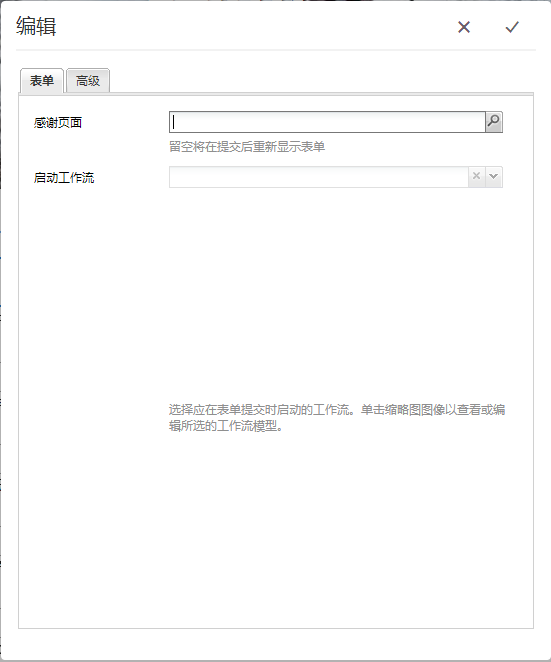 编辑
表单
高级
感谢页面
留空将在提交后重新显示表单
启动工作流
选择应在表单提交时启动的工作流。单击缩略图图像以查看或编
辑所选的工作流模型。